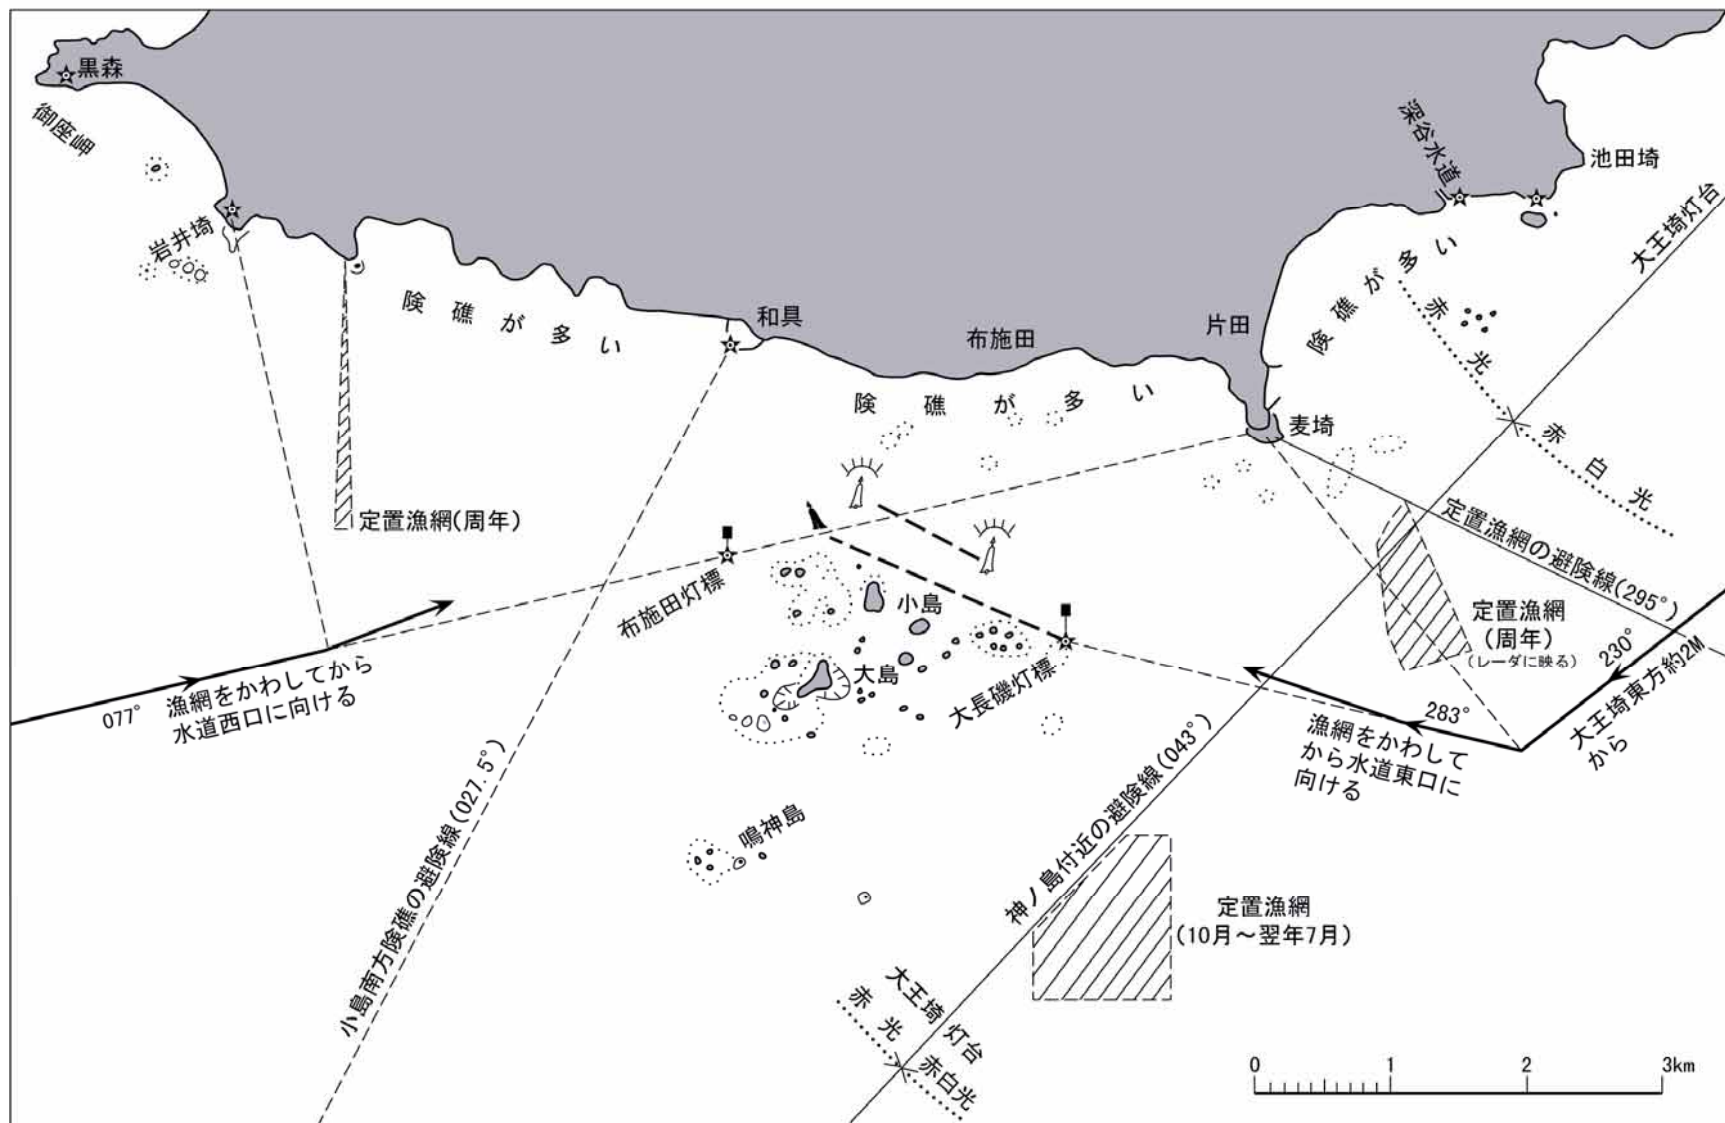 黒森
御座岬
岩井埼
深谷水道
池田埼
大王埼灯台
険礁が多い
険礁が多い
険礁が多い
和具
布施田
片田
麦埼
赤光
赤白光
定置漁網(周年)
定置漁網の避険線(295°)
定置漁網
(周年)
(レーダに映る)
布施田灯標
小島
大島
大長磯灯標
230°
大王埼東方約2M
から
077°
漁網をかわしてから
水道西口に向ける
283°
漁網をかわして
から水道東口に
向ける
小島南方険礁の避険線(027.5°)
鳴神島
神ノ島付近の避険線(043°)
定置漁網
(10月～翌年7月)
大王埼灯台
赤光
赤白光
0 1 2 3km